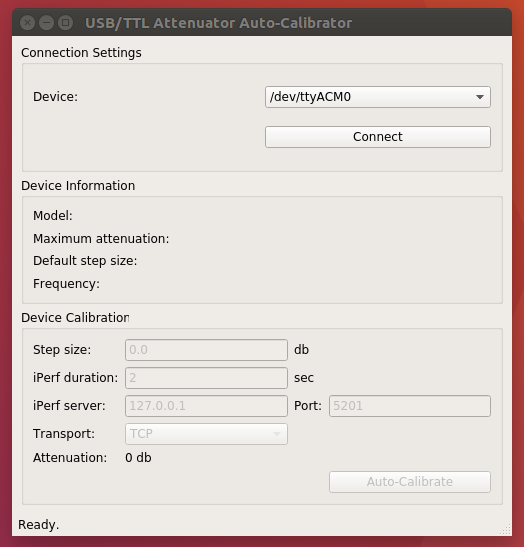 USB/TTL Attenuator Auto-Calibrator
Connection Settings
Device: /dev/ttyACM0
Connect
Device Information
Model:
Maximum attenuation:
Default step size:
Frequency:
Device Calibration
Step size: 0.0 db
iPerf duration: 2 sec
iPerf server: 127.0.0.1 Port: 5201
Transport: TCP
Attenuation: 0 db
Auto-Calibrate
Ready.